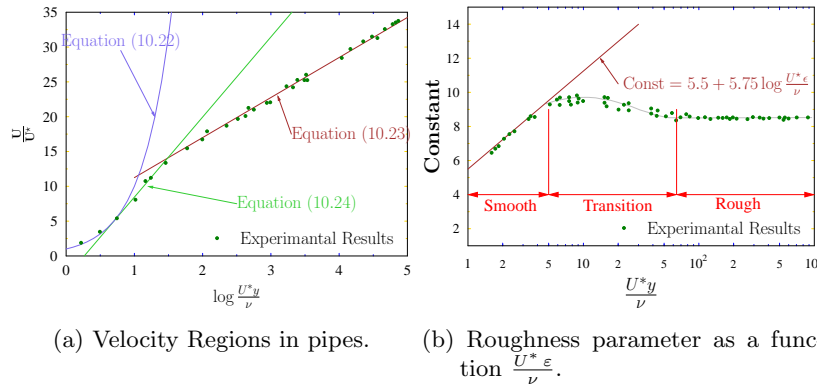 35
30
25
20
15
10
5
0
U/U*
0 1 2 3 4 5
log U*y/ν
Equation (10.22)
Equation (10.23)
Equation (10.24)
Experimantal Results
(a) Velocity Regions in pipes.
14
12
10
8
6
4
2
Constant
Const = 5.5 + 5.75 log U* ϵ/ν
Smooth Transition Rough
Experimantal Results
1 2 5 10 2 5 10² 2 5 10
U*y/ν
(b) Roughness parameter as a func
tion U* ε/ν.